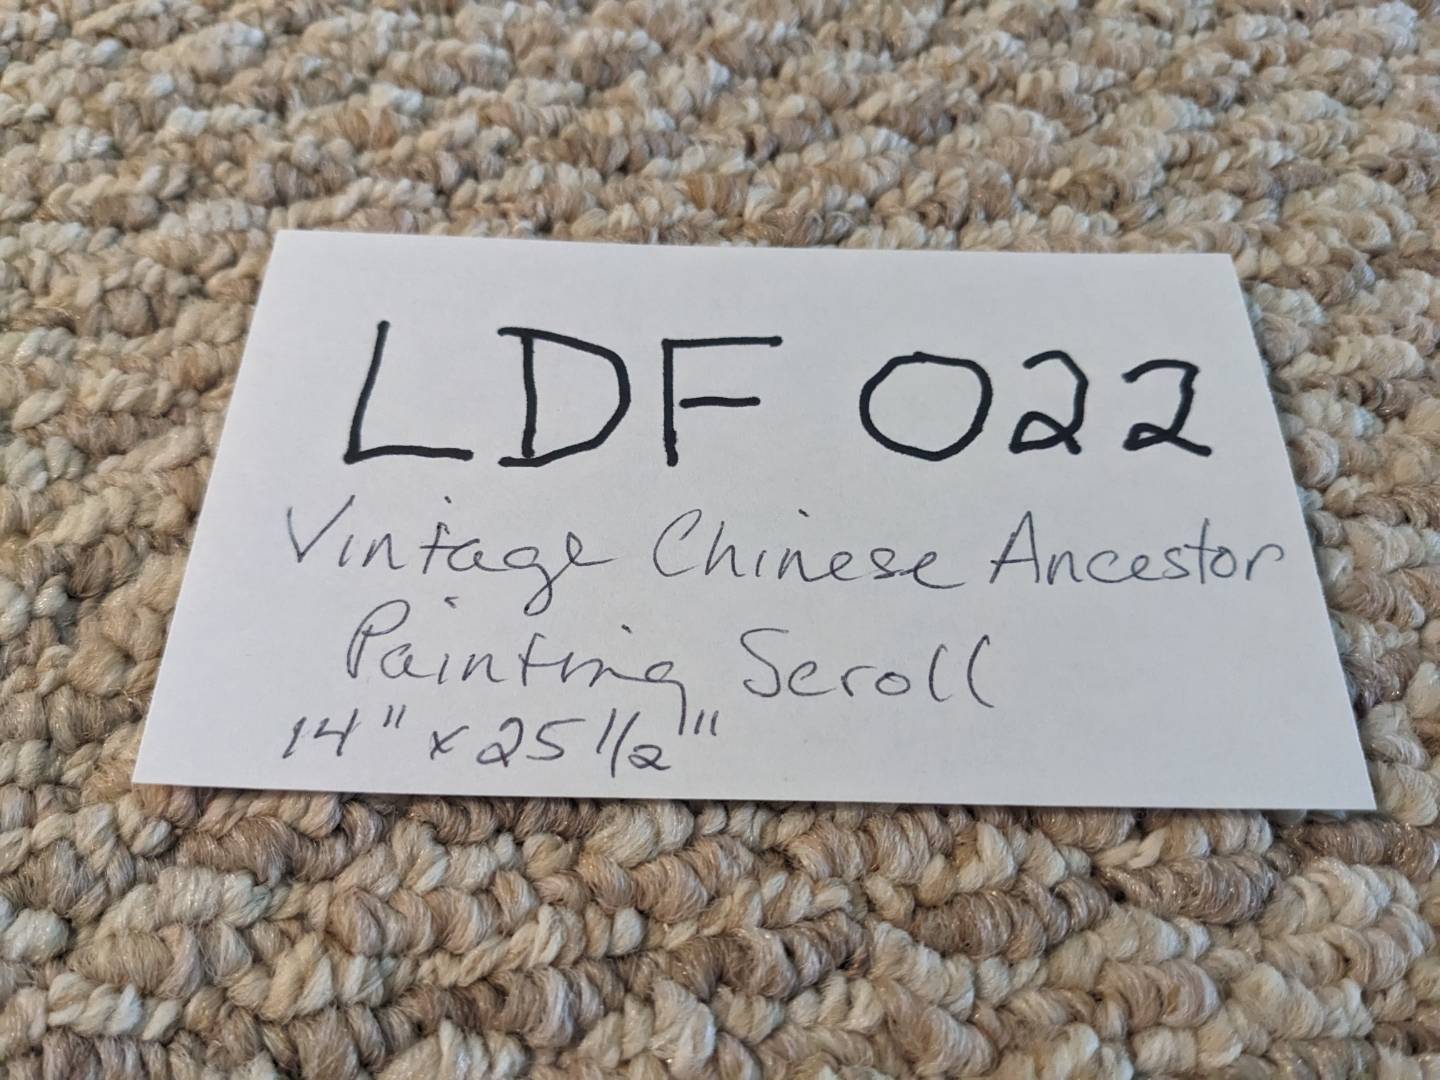 LDF 022
Vintage Chinese Ancestor
Painting Scroll
14" x 25 1/2"